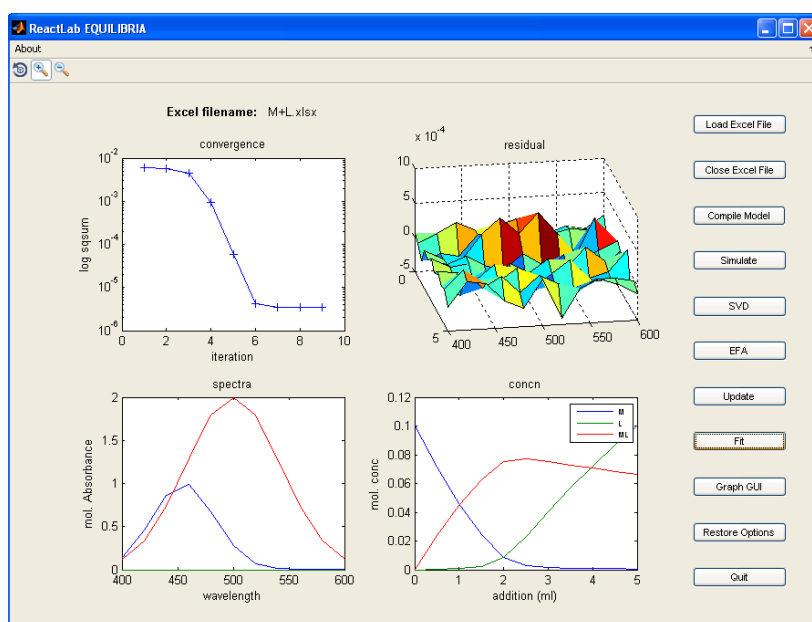 ReactLab EQUILIBRIA
About
Excel filename: M+L.xlsx
convergence
10^-2
10^-3
10^-4
10^-5
10^-6
log sqsum
0 2 4 6 8 10
iteration
x 10^-4
residual
10
5
0
-5
0
5
400 450 500 550 600
spectra
2
1.5
1
0.5
0
mol. Absorbance
400 450 500 550 600
wavelength
concn
0.12
0.1
0.08
0.06
0.04
0.02
0
mol. conc
M
L
ML
0 1 2 3 4 5
addition (ml)
Load Excel File
Close Excel File
Compile Model
Simulate
SVD
EFA
Update
Fit
Graph GUI
Restore Options
Quit